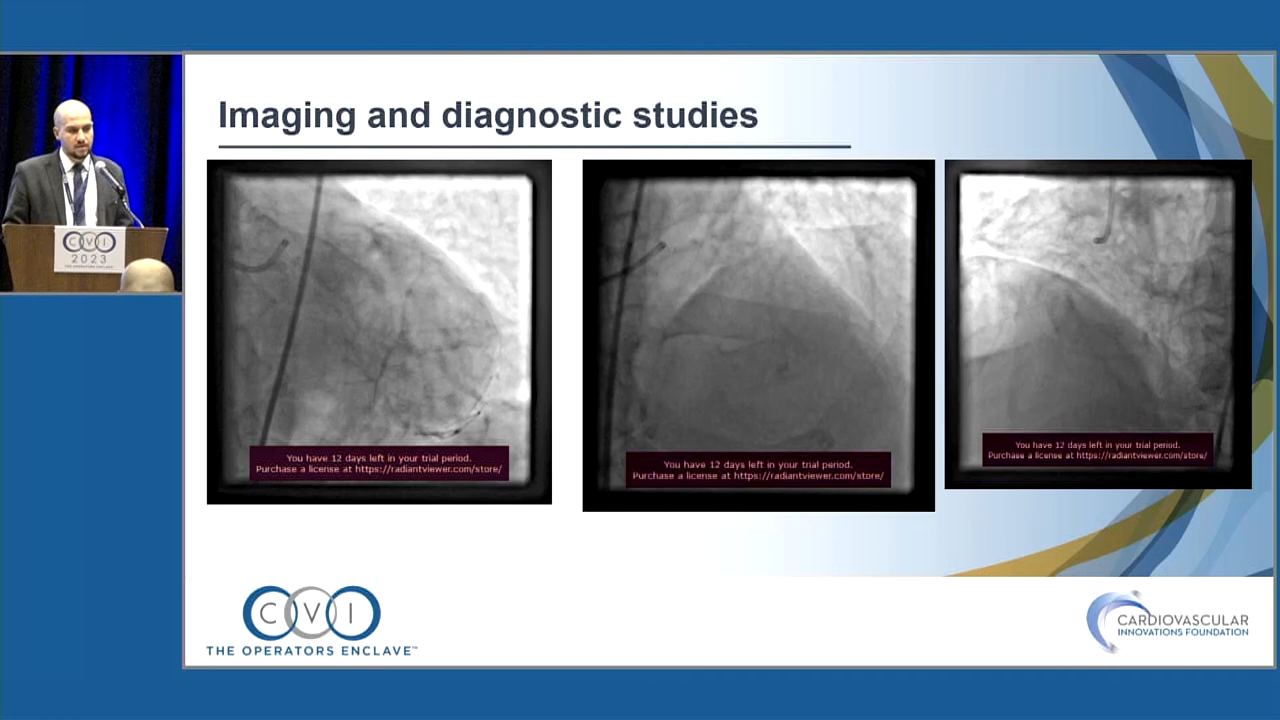 Imaging and diagnostic studies
CVI
2023
THE OPERATORS ENCLAVE
You have 12 days left in your trial period.
Purchase a license at https://radiantviewer.com/store/
You have 12 days left in your trial period.
Purchase a license at https://radiantviewer.com/store/
You have 12 days left in your trial period.
Purchase a license at https://radiantviewer.com/store/
CVI
THE OPERATORS ENCLAVE™
CARDIOVASCULAR
INNOVATIONS FOUNDATION